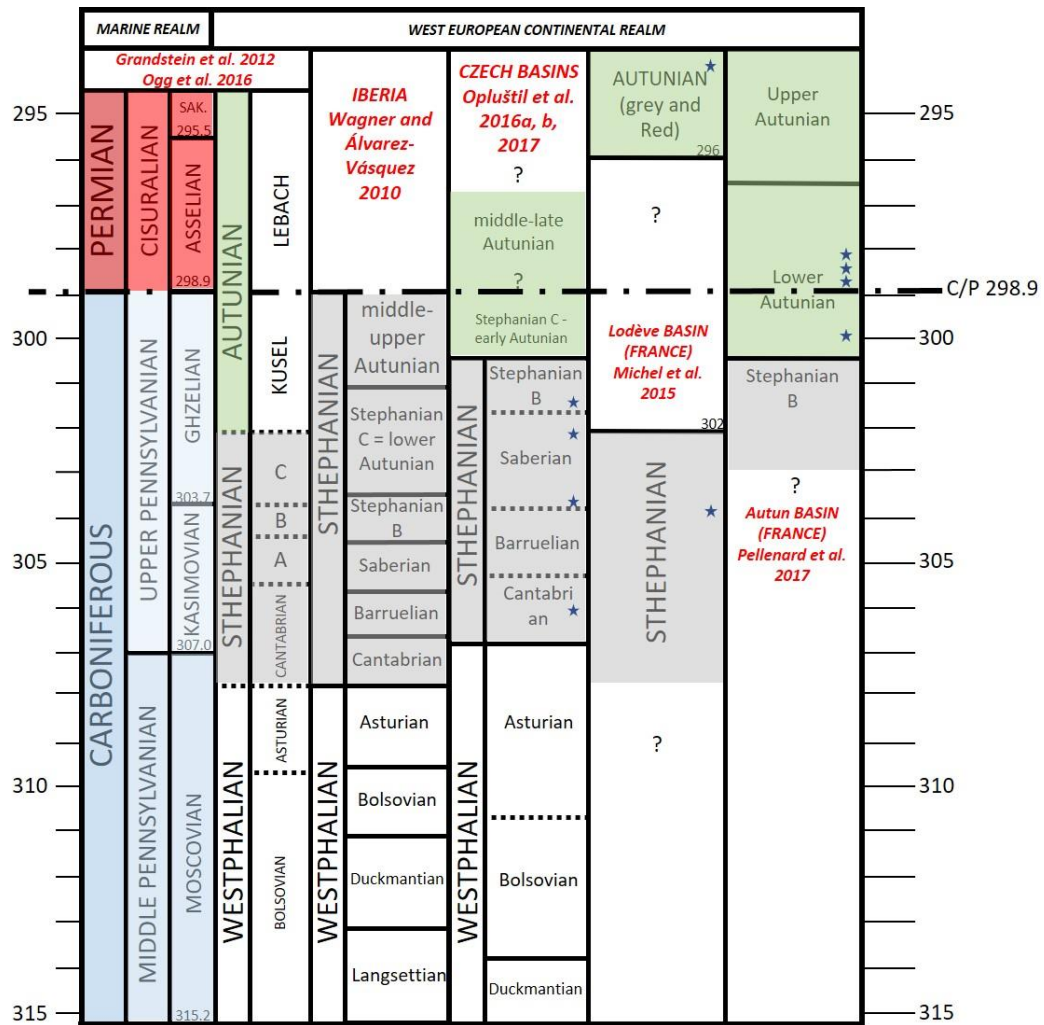 MARINE REALM
WEST EUROPEAN CONTINENTAL REALM
Grandstein et al. 2012
Ogg et al. 2016
295
300
305
310
315
PERMIAN
CARBONIFEROUS
CISURALIAN
UPPER PENNSYLVANIAN
MIDDLE PENNSYLVANIAN
SAK.
295.5
ASSELIAN
298.9
GHZELIAN
303.7
KASIMOVIAN
307.0
MOSCOVIAN
315.2
AUTUNIAN
STHEPHANIAN
WESTPHALIAN
LEBACH
KUSEL
C
B
A
CANTABRIAN
ASTURIAN
BOLSOVIAN
IBERIA
Wagner and
Álvarez-
Vásquez
2010
STHEPHANIAN
WESTPHALIAN
middle-
upper
Autunian
Stephanian
C = lower
Autunian
Stephanian
B
Saberian
Barruelian
Cantabrian
Asturian
Bolsovian
Duckmantian
Langsettian
CZECH BASINS
Opluštil et al.
2016a, b,
2017
?
middle-late
Autunian
?
Stephanian C -
early Autunian
STHEPHANIAN
WESTPHALIAN
Stephanian
B
Saberian
Barruelian
Cantabri
an
Asturian
Bolsovian
Duckmantian
AUTUNIAN
(grey and
Red)
296
?
Lodève BASIN
(FRANCE)
Michel et al.
2015
302
STHEPHANIAN
?
Upper
Autunian
Lower
Autunian
Stephanian
B
?
Autun BASIN
(FRANCE)
Pellenard et al.
2017
295
C/P 298.9
300
305
310
315